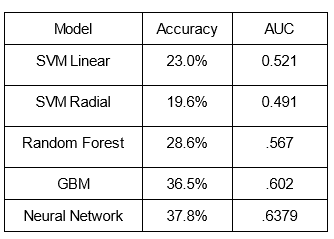 Model Accuracy AUC
SVM Linear 23.0% 0.521
SVM Radial 19.6% 0.491
Random Forest 28.6% .567
GBM 36.5% .602
Neural Network 37.8% .6379